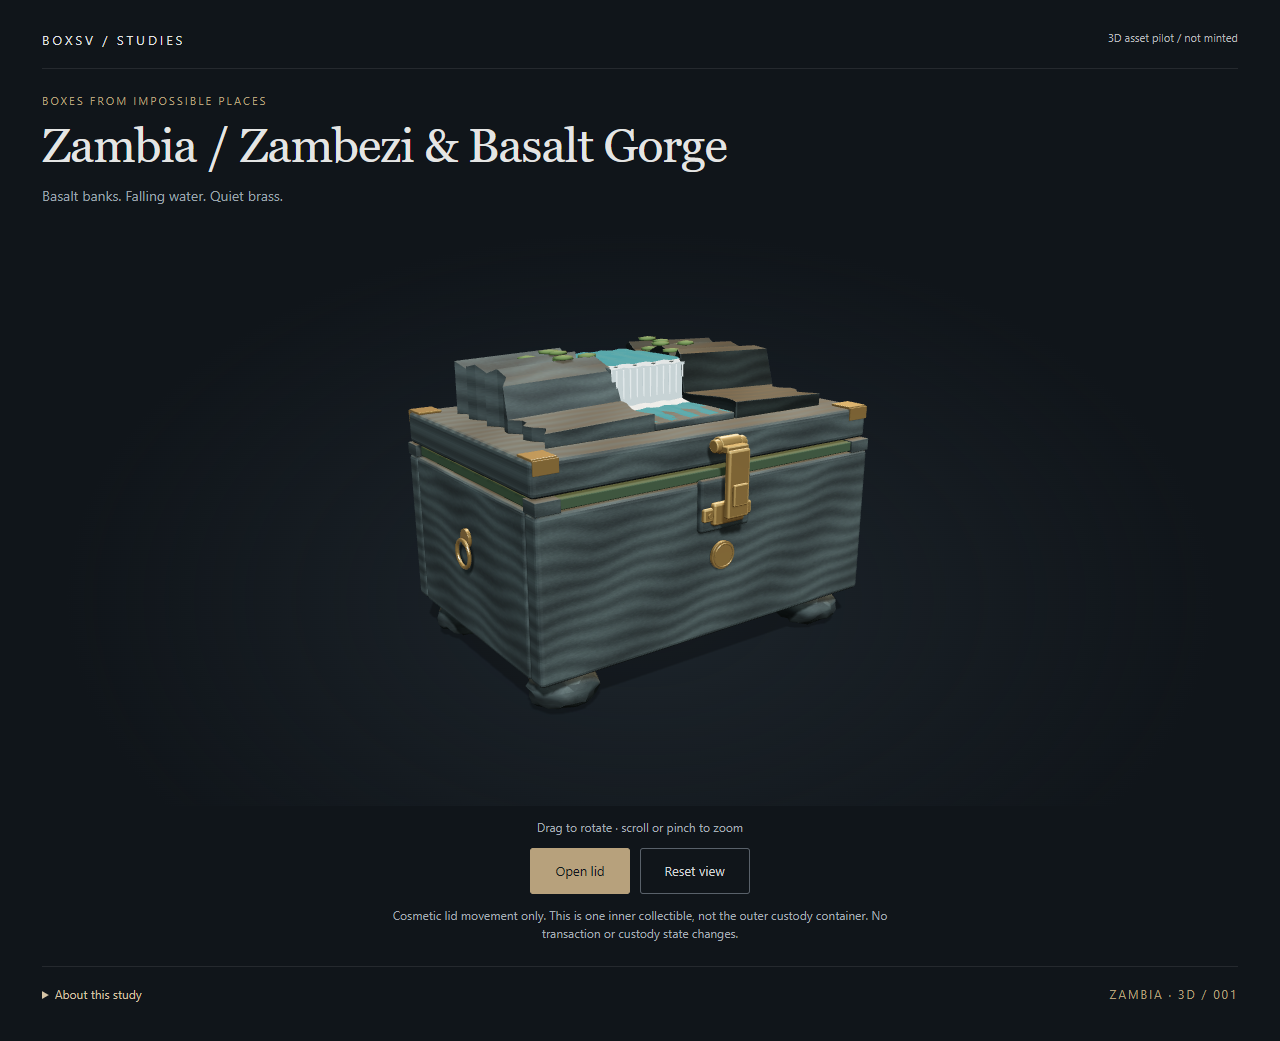 BOXSV / STUDIES
3D asset pilot / not minted
BOXES FROM IMPOSSIBLE PLACES
Zambia / Zambezi & Basalt Gorge
Basalt banks. Falling water. Quiet brass.
Drag to rotate · scroll or pinch to zoom
Open lid
Reset view
Cosmetic lid movement only. This is one inner collectible, not the outer custody container. No
transaction or custody state changes.
About this study
ZAMBIA · 3D / 001